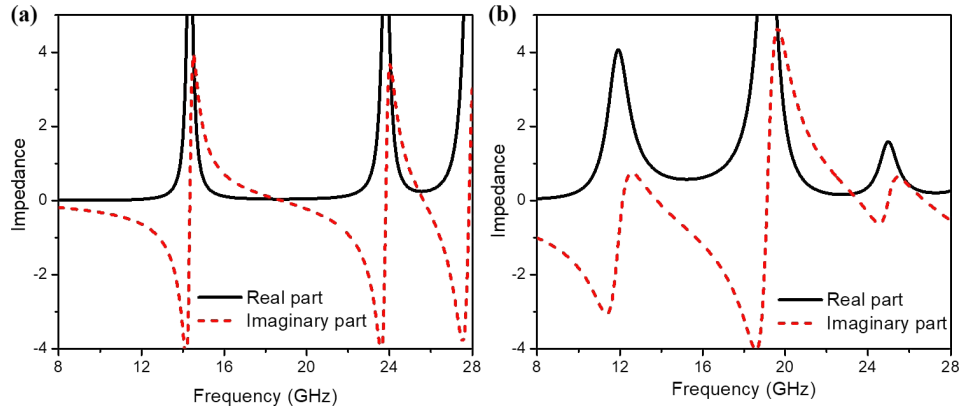 (a)
4
2
0
-2
-4
Impedance
Real part
Imaginary part
8 12 16 20 24 28
Frequency (GHz)
(b)
4
2
0
-2
-4
Impedance
Real part
Imaginary part
8 12 16 20 24 28
Frequency (GHz)